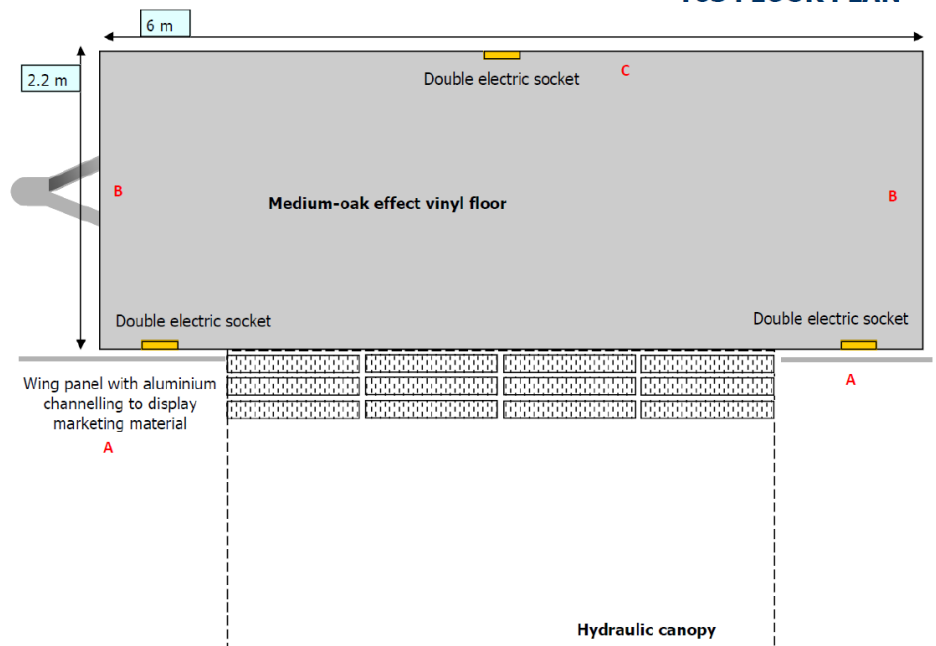 6 m
2.2 m
Double electric socket
C
B
Medium-oak effect vinyl floor
B
Double electric socket
Double electric socket
Wing panel with aluminium
channelling to display
marketing material
A
A
Hydraulic canopy